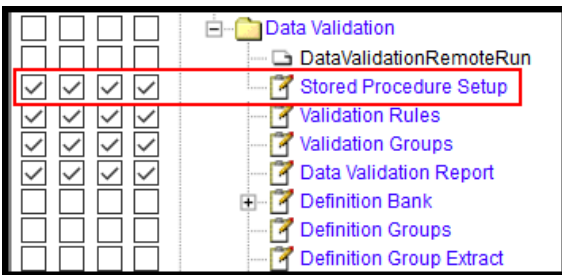 Data Validation
DataValidationRemoteRun
Stored Procedure Setup
Validation Rules
Validation Groups
Data Validation Report
Definition Bank
Definition Groups
Definition Group Extract